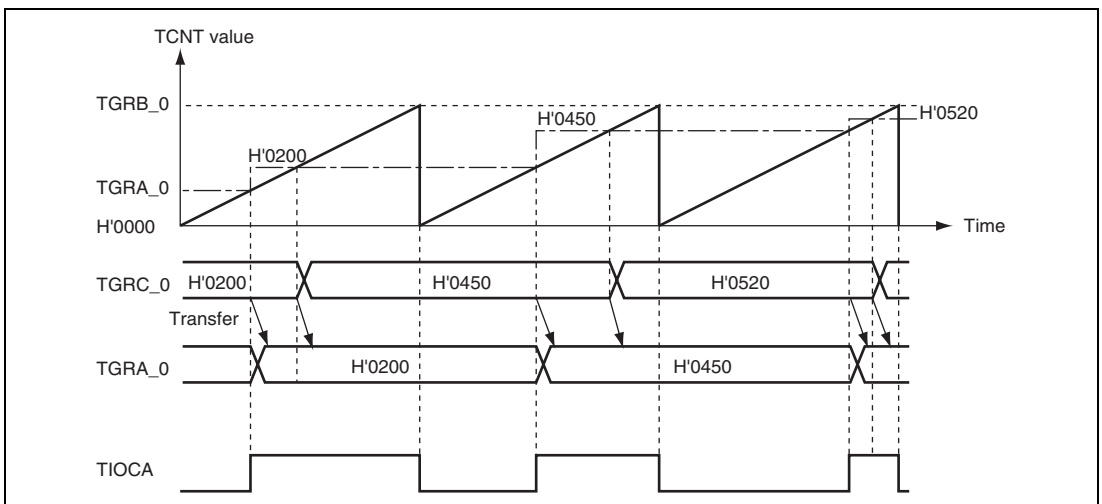 TCNT value
TGRB_0
H'0520
H'0450
H'0200
TGRA_0
H'0000
Time
TGRC_0 H'0200 H'0450 H'0520
Transfer
TGRA_0 H'0200 H'0450
TIOCA